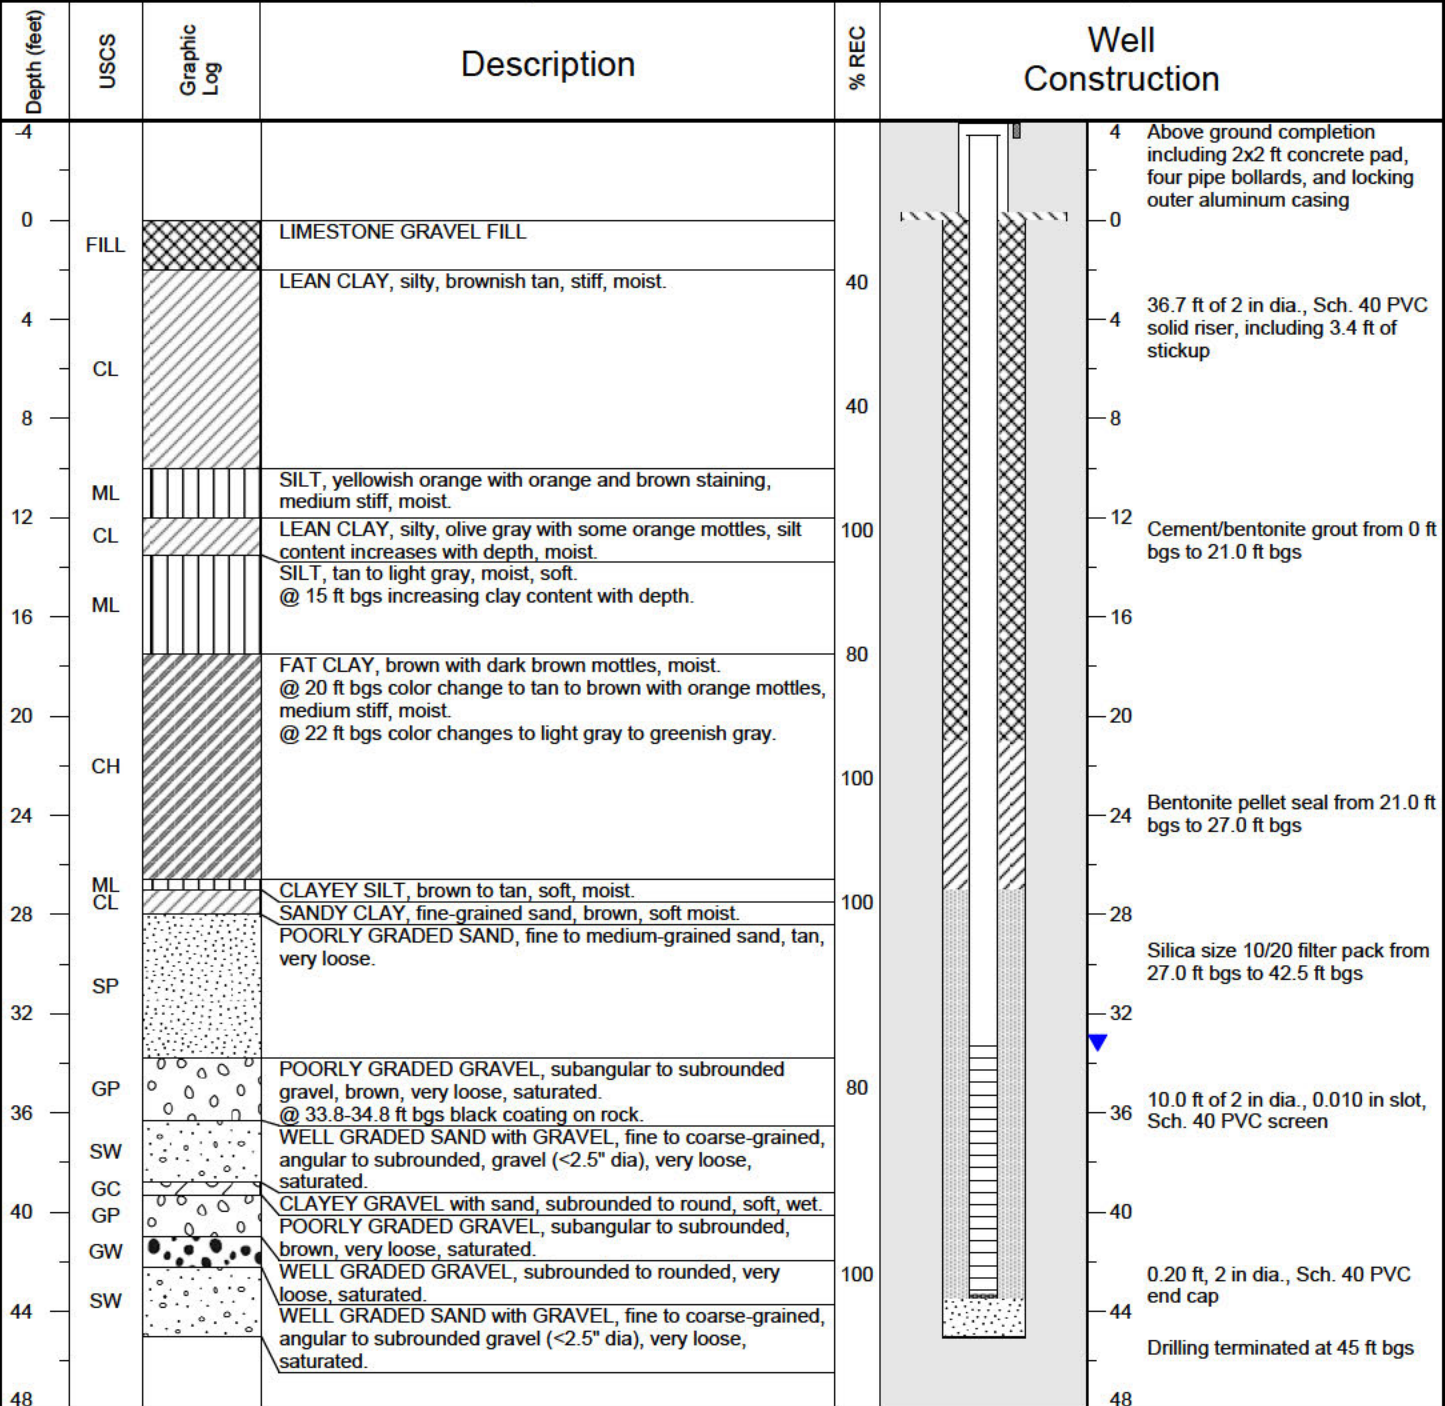 Depth (feet)
USCS
Graphic
Log
Description
% REC
Well
Construction
-4
0
4
8
12
16
20
24
28
32
36
40
44
48
FILL
CL
ML
CL
ML
CH
ML
CL
SP
GP
SW
GC
GP
GW
SW
LIMESTONE GRAVEL FILL
LEAN CLAY, silty, brownish tan, stiff, moist.
SILT, yellowish orange with orange and brown staining,
medium stiff, moist.
LEAN CLAY, silty, olive gray with some orange mottles, silt
content increases with depth, moist.
SILT, tan to light gray, moist, soft.
@ 15 ft bgs increasing clay content with depth.
FAT CLAY, brown with dark brown mottles, moist.
@ 20 ft bgs color change to tan to brown with orange mottles,
medium stiff, moist.
@ 22 ft bgs color changes to light gray to greenish gray.
CLAYEY SILT, brown to tan, soft, moist.
SANDY CLAY, fine-grained sand, brown, soft moist.
POORLY GRADED SAND, fine to medium-grained sand, tan,
very loose.
POORLY GRADED GRAVEL, subangular to subrounded
gravel, brown, very loose, saturated.
@ 33.8-34.8 ft bgs black coating on rock.
WELL GRADED SAND with GRAVEL, fine to coarse-grained,
angular to subrounded, gravel (<2.5" dia), very loose,
saturated.
CLAYEY GRAVEL with sand, subrounded to round, soft, wet.
POORLY GRADED GRAVEL, subangular to subrounded,
brown, very loose, saturated.
WELL GRADED GRAVEL, subrounded to rounded, very
loose, saturated.
WELL GRADED SAND with GRAVEL, fine to coarse-grained,
angular to subrounded gravel (<2.5" dia), very loose,
saturated.
40
40
100
80
100
100
80
100
4
0
4
8
12
16
20
24
28
32
36
40
44
48
Above ground completion
including 2x2 ft concrete pad,
four pipe bollards, and locking
outer aluminum casing
36.7 ft of 2 in dia., Sch. 40 PVC
solid riser, including 3.4 ft of
stickup
Cement/bentonite grout from 0 ft
bgs to 21.0 ft bgs
Bentonite pellet seal from 21.0 ft
bgs to 27.0 ft bgs
Silica size 10/20 filter pack from
27.0 ft bgs to 42.5 ft bgs
10.0 ft of 2 in dia., 0.010 in slot,
Sch. 40 PVC screen
0.20 ft, 2 in dia., Sch. 40 PVC
end cap
Drilling terminated at 45 ft bgs